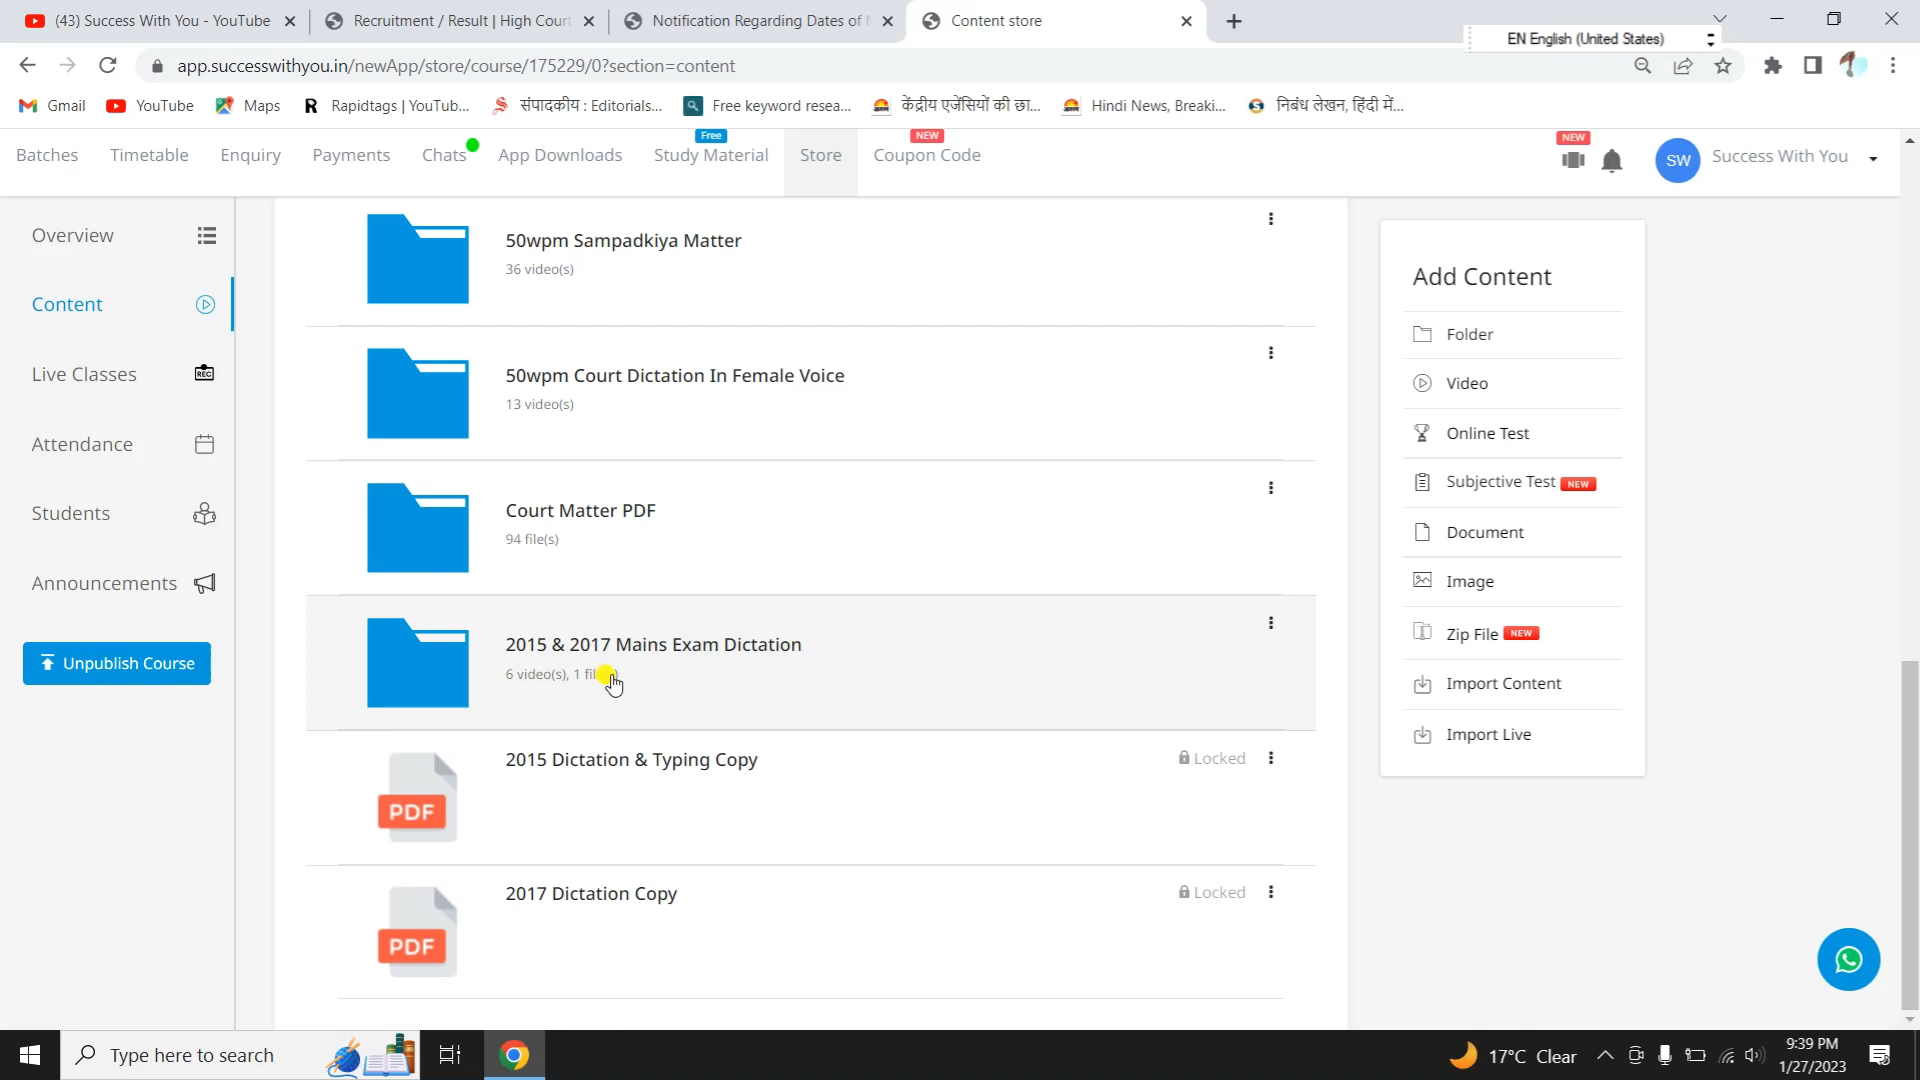 (43) Success With You - YouTube
Recruitment / Result | High Court
Notification Regarding Dates of
Content store
EN English (United States)
app.successwithyou.in/newApp/store/course/175229/0?section=content
Gmail
YouTube
Maps
Rapidtags | YouTub...
संपादकीय : Editorials...
Free keyword resea...
केंद्रीय एजेंसियों की छा...
Hindi News, Breaki...
निबंध लेखन, हिंदी में...
Batches
Timetable
Enquiry
Payments
Chats
App Downloads
Free
Study Material
Store
NEW
Coupon Code
NEW
SW
Success With You
Overview
Content
Live Classes
REC
Attendance
Students
Announcements
Unpublish Course
50wpm Sampadkiya Matter
36 video(s)
50wpm Court Dictation In Female Voice
13 video(s)
Court Matter PDF
94 file(s)
2015 & 2017 Mains Exam Dictation
6 video(s), 1
2015 Dictation & Typing Copy
Locked
PDF
2017 Dictation Copy
Locked
PDF
Add Content
Folder
Video
Online Test
Subjective Test NEW
Document
Image
Zip File NEW
Import Content
Import Live
Type here to search
17°C Clear
9:39 PM
1/27/2023